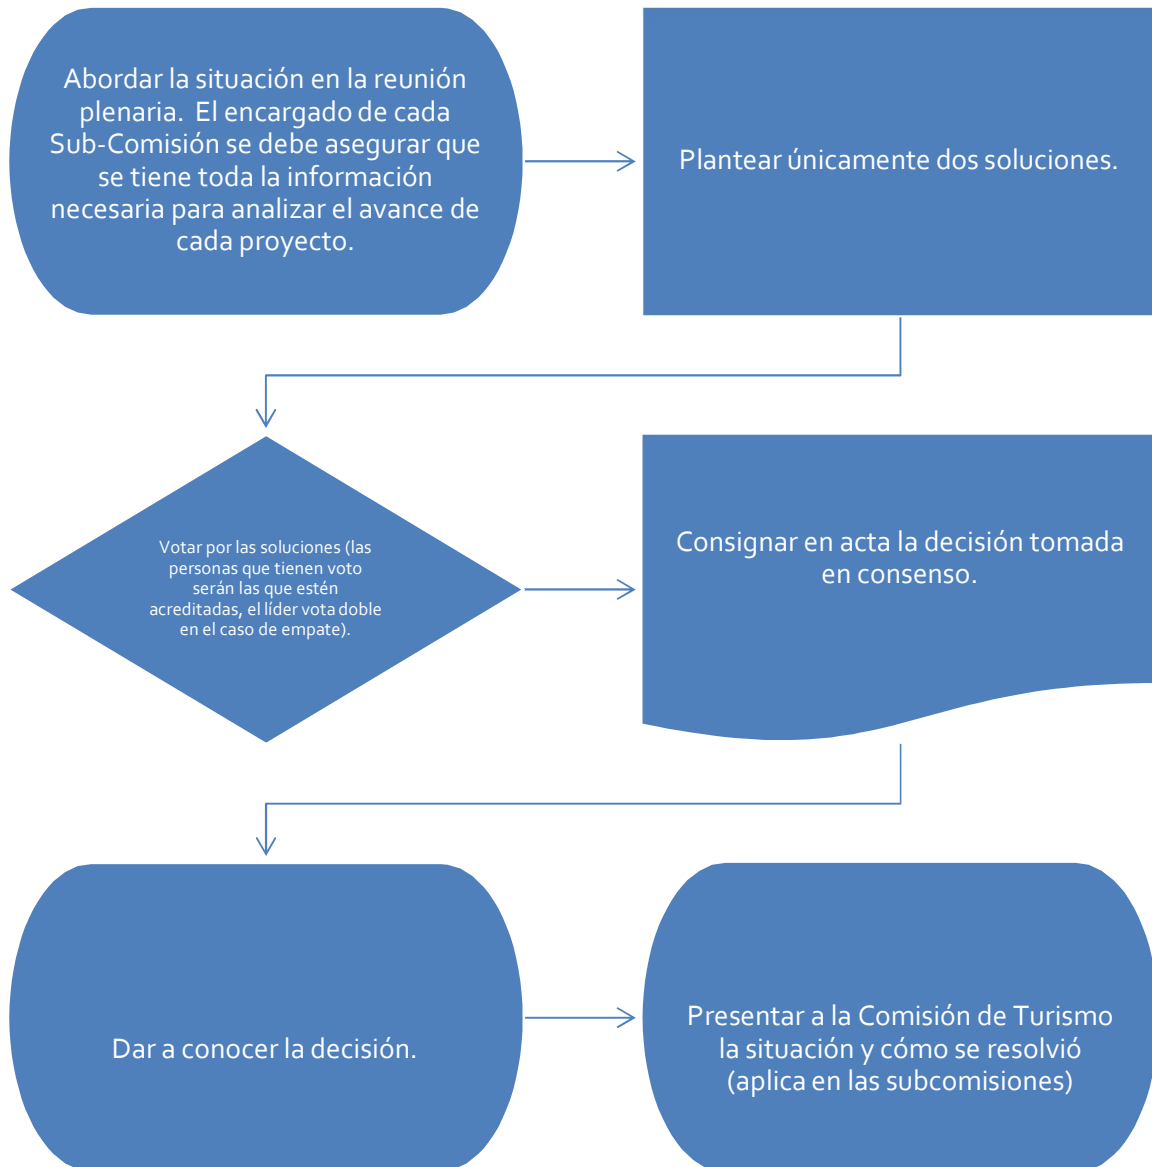 Abordar la situación en la reunión
plenaria.  El encargado de cada
Sub-Comisión se debe asegurar que
se tiene toda la información
necesaria para analizar el avance de
cada proyecto.
Plantear únicamente dos soluciones.
Votar por las soluciones (las
personas que tienen voto
serán las que estén
acreditadas, el líder vota doble
en el caso de empate).
Consignar en acta la decisión tomada
en consenso.
Dar a conocer la decisión.
Presentar a la Comisión de Turismo
la situación y cómo se resolvió
(aplica en las subcomisiones)